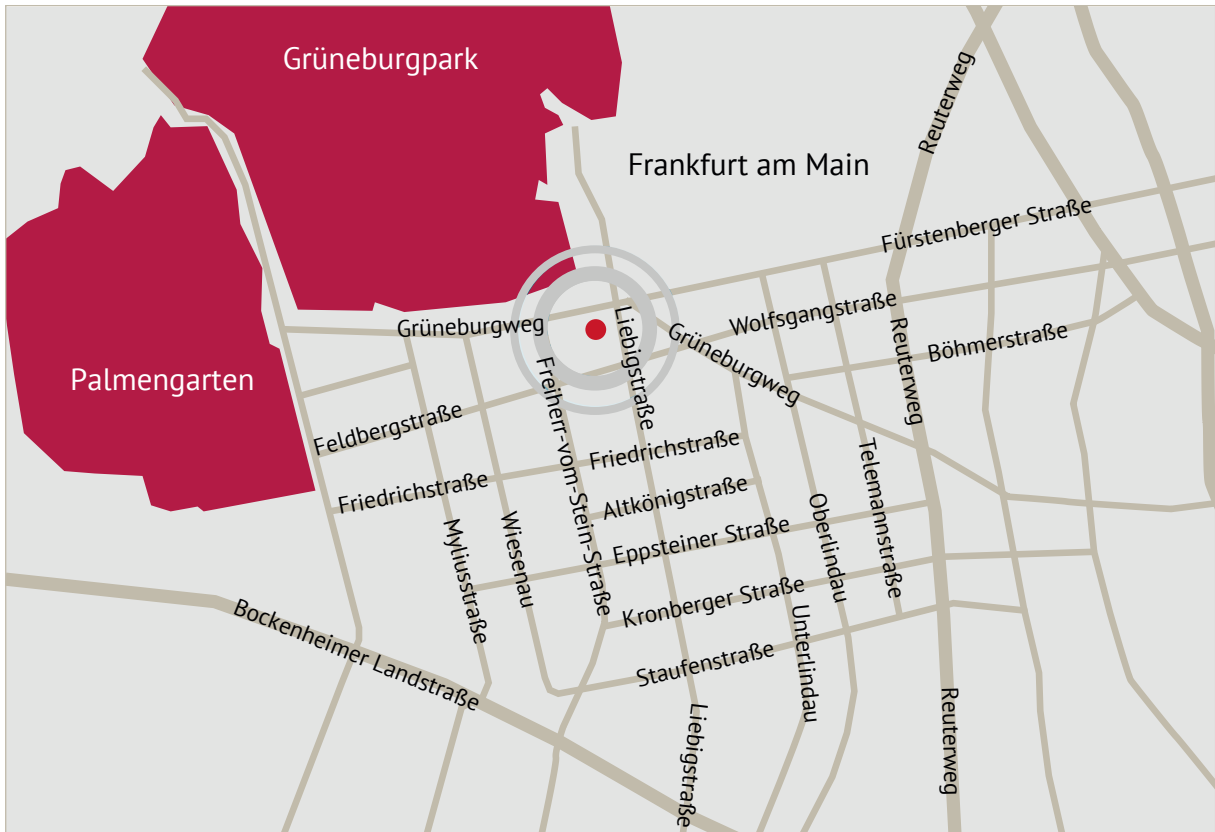 Grüneburgpark
Reuterweg
Frankfurt am Main
Fürstenberger Straße
Grüneburgweg
Liebigstraße
Grüneburgweg
Wolfsgangstraße
Reuterweg
Böhmerstraße
Palmengarten
Freiherr-vom-Stein-Straße
Feldbergstraße
Friedrichstraße
Friedrichstraße
Telemannstraße
Altkönigstraße
Oberlindau
Myliusstraße
Wiesenau
Eppsteiner Straße
Kronberger Straße
Unterlindau
Bockenheimer Landstraße
Staufenstraße
Liebigstraße
Reuterweg